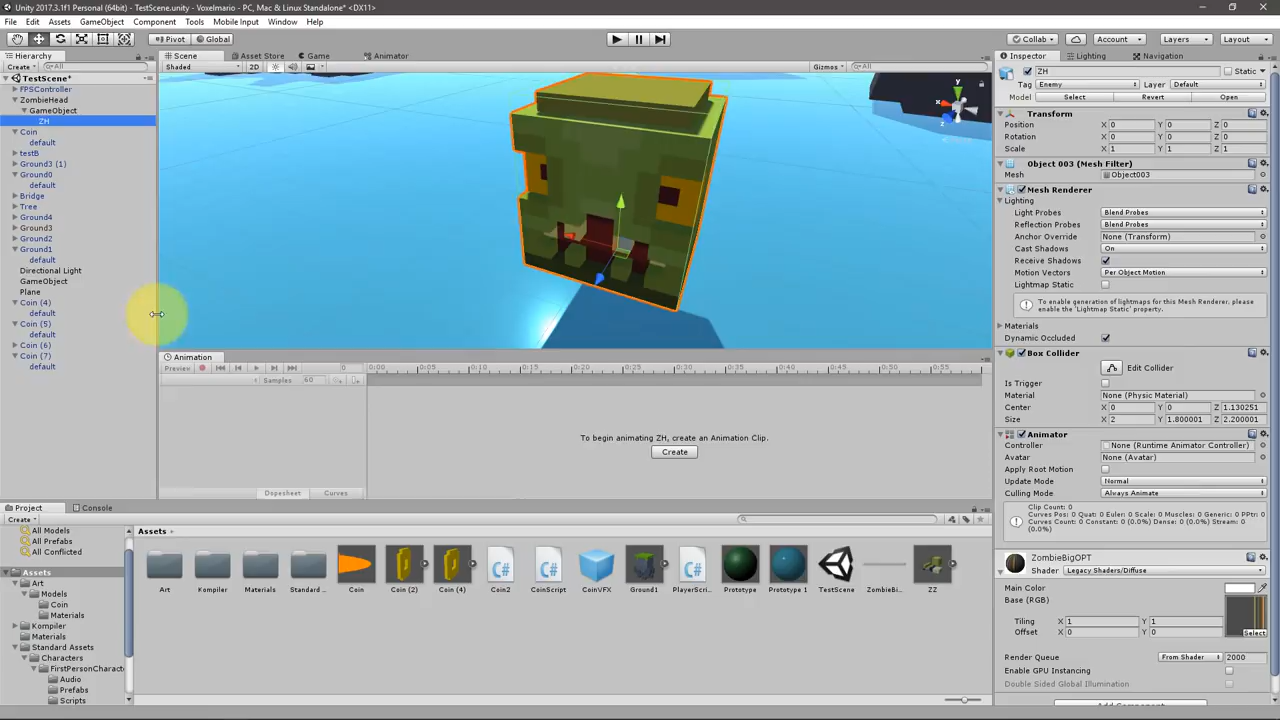 Unity 2017.3.1f1 Personal (64bit) - TestScene.unity - Voxelmario - PC, Mac & Linux Standalone* <DX11>
File Edit Assets GameObject Component Tools Mobile Input Window Help
Pivot Global Collab Account Layers Layout
Hierarchy
Create All
TestScene*
FPSController
ZombieHead
GameObject
ZH
Coin
default
testB
Ground3 (1)
Ground0
default
Bridge
Tree
Ground4
Ground3
Ground2
Ground1
default
Directional Light
GameObject
Plane
Coin (4)
default
Coin (5)
default
Coin (6)
Coin (7)
default
Scene Asset Store Game Animator
Shaded 2D Gizmos All
y
x
z
Animation
Preview 0 0:00 0:05 0:10 0:15 0:20 0:25 0:30 0:35 0:40 0:45 0:50 0:55
Samples 60
To begin animating ZH, create an Animation Clip.
Create
Dopesheet Curves
Inspector Lighting Navigation
ZH Static
Tag Enemy Layer Default
Model Select Revert Open
Transform
Position X 0 Y 0 Z 0
Rotation X 0 Y 0 Z 0
Scale X 1 Y 1 Z 1
Object 003 (Mesh Filter)
Mesh Object003
Mesh Renderer
Lighting
Light Probes Blend Probes
Reflection Probes Blend Probes
Anchor Override None (Transform)
Cast Shadows On
Receive Shadows
Motion Vectors Per Object Motion
Lightmap Static
To enable generation of lightmaps for this Mesh Renderer, please
enable the 'Lightmap Static' property.
Materials
Dynamic Occluded
Box Collider
Edit Collider
Is Trigger
Material None (Physic Material)
Center X 0 Y 0 Z 1.130251
Size X 2 Y 1.800001 Z 2.200001
Animator
Controller None (Runtime Animator Controller)
Avatar None (Avatar)
Apply Root Motion
Update Mode Normal
Culling Mode Always Animate
Clip Count: 0
Curves Pos: 0 Quat: 0 Euler: 0 Scale: 0 Muscles: 0 Generic: 0 PPtr: 0
Curves Count: 0 Constant: 0 (0.0%) Dense: 0 (0.0%) Stream: 0
(0.0%)
ZombieBigOPT
Shader Legacy Shaders/Diffuse
Main Color
Base (RGB)
Tiling X 1 Y 1
Offset X 0 Y 0
Select
Render Queue From Shader 2000
Enable GPU Instancing
Double Sided Global Illumination
Add Component
Project Console
Create
All Models
All Prefabs
All Conflicted
Assets
Art
Models
Coin
Materials
Kompiler
Materials
Standard Assets
Characters
FirstPersonCharact
Audio
Prefabs
Scripts
Assets
Art Kompiler Materials Standard ... Coin Coin (2) Coin (4) Coin2 CoinScript CoinVFX Ground1 PlayerScri... Prototype Prototype 1 TestScene ZombieBi... ZZ